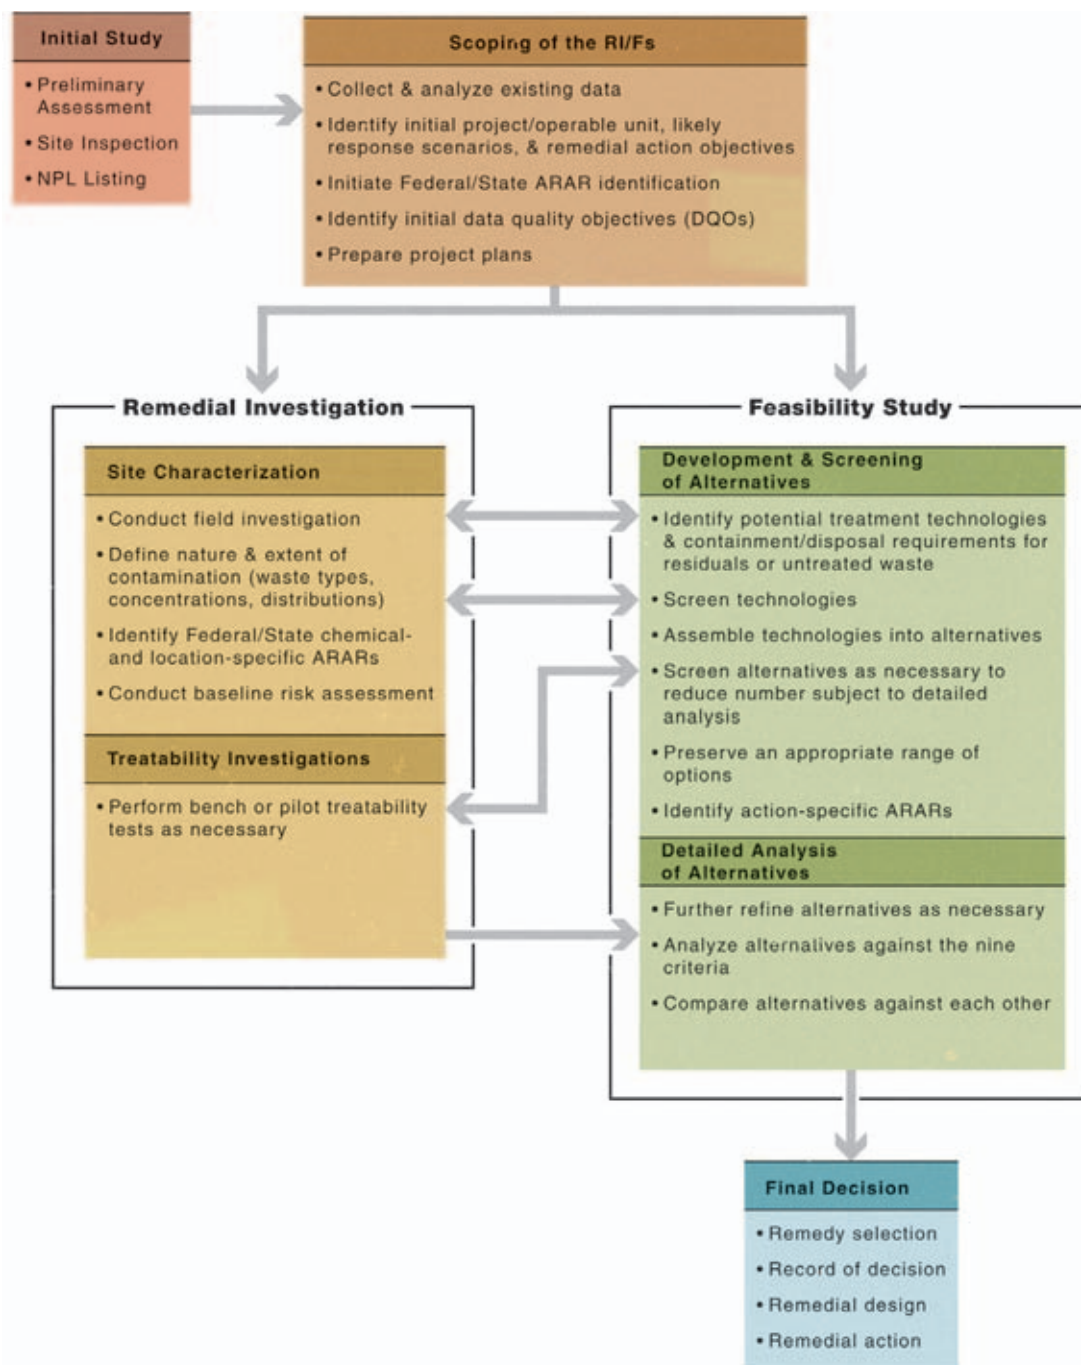 Initial Study
• Preliminary
Assessment
• Site Inspection
• NPL Listing
Scoping of the RI/Fs
• Collect & analyze existing data
• Identify initial project/operable unit, likely
response scenarios, & remedial action objectives
• Initiate Federal/State ARAR identification
• Identify initial data quality objectives (DQOs)
• Prepare project plans
Remedial Investigation
Site Characterization
• Conduct field investigation
• Define nature & extent of
contamination (waste types,
concentrations, distributions)
• Identify Federal/State chemical-
and location-specific ARARs
• Conduct baseline risk assessment
Treatability Investigations
• Perform bench or pilot treatability
tests as necessary
Feasibility Study
Development & Screening
of Alternatives
• Identify potential treatment technologies
& containment/disposal requirements for
residuals or untreated waste
• Screen technologies
• Assemble technologies into alternatives
• Screen alternatives as necessary to
reduce number subject to detailed
analysis
• Preserve an appropriate range of
options
• Identify action-specific ARARs
Detailed Analysis
of Alternatives
• Further refine alternatives as necessary
• Analyze alternatives against the nine
criteria
• Compare alternatives against each other
Final Decision
• Remedy selection
• Record of decision
• Remedial design
• Remedial action